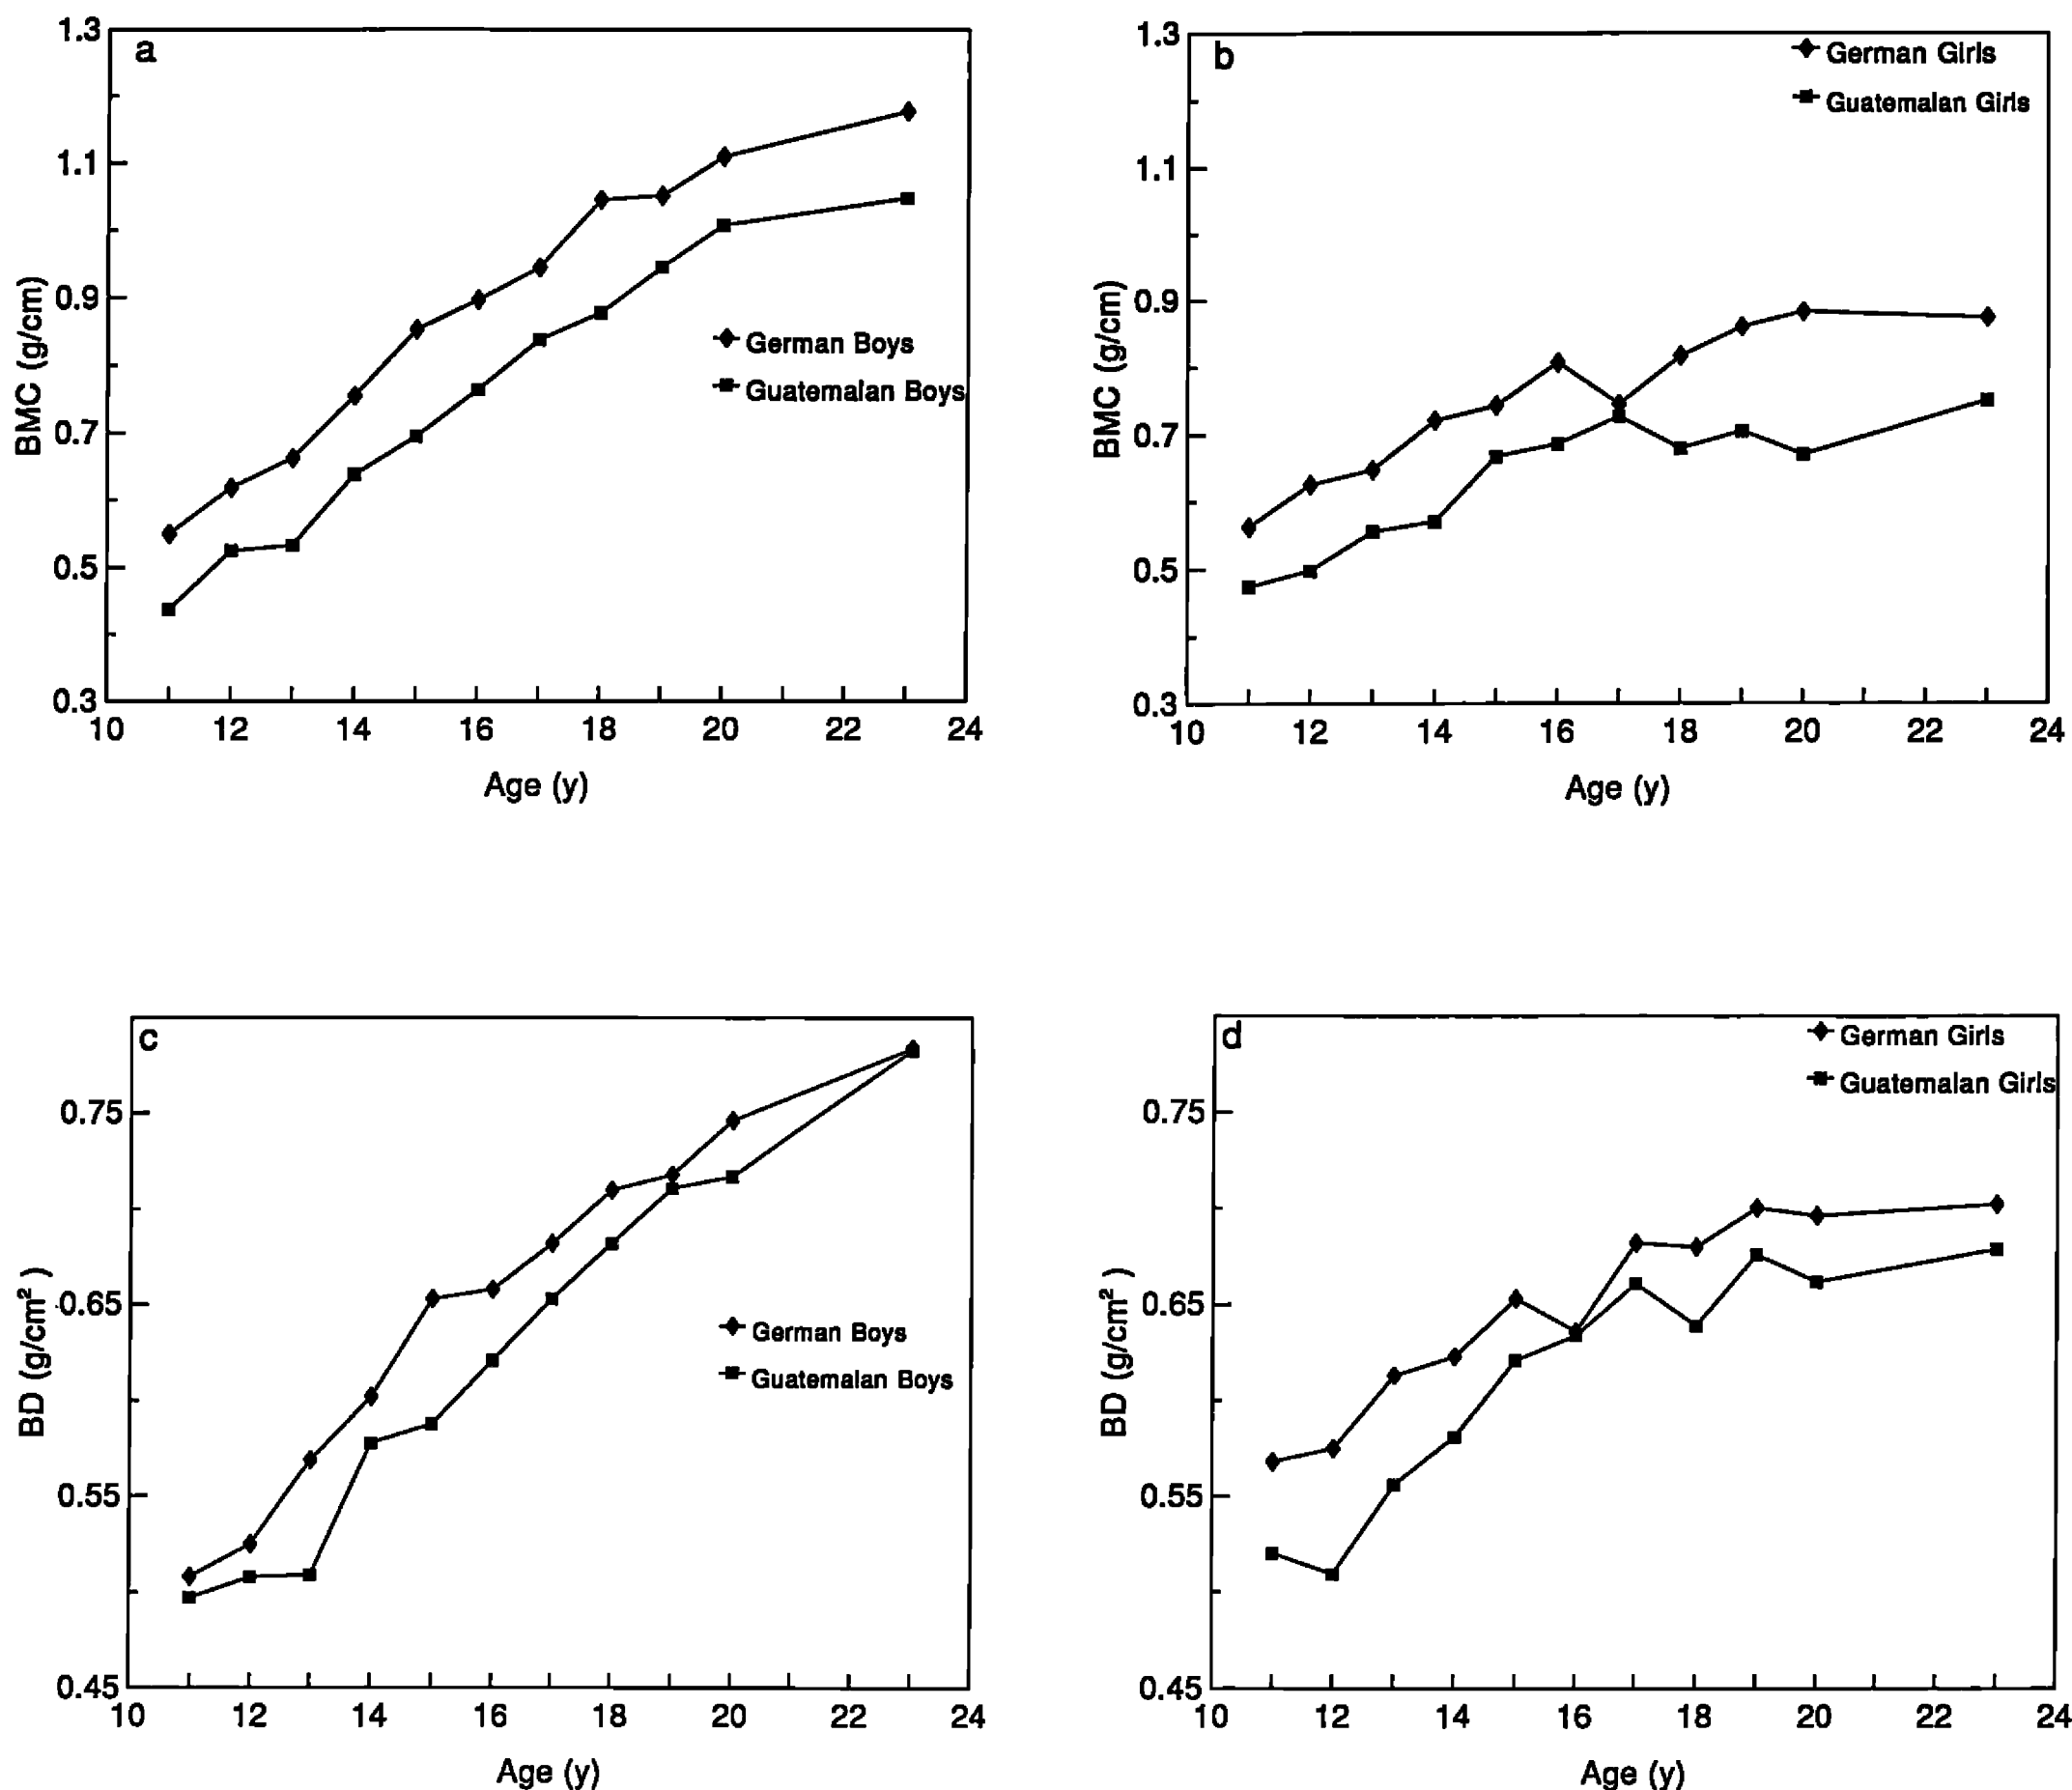 a
1.3
1.1
0.9
0.7
0.5
0.3
BMC (g/cm)
German Boys
Guatemalan Boys
10 12 14 16 18 20 22 24
Age (y)
b
1.3
1.1
0.9
0.7
0.5
0.3
BMC (g/cm)
German Girls
Guatemalan Girls
10 12 14 16 18 20 22 24
Age (y)
c
0.75
0.65
0.55
0.45
BD (g/cm² )
German Boys
Guatemalan Boys
10 12 14 16 18 20 22 24
Age (y)
d
0.75
0.65
0.55
0.45
BD (g/cm² )
German Girls
Guatemalan Girls
10 12 14 16 18 20 22 24
Age (y)